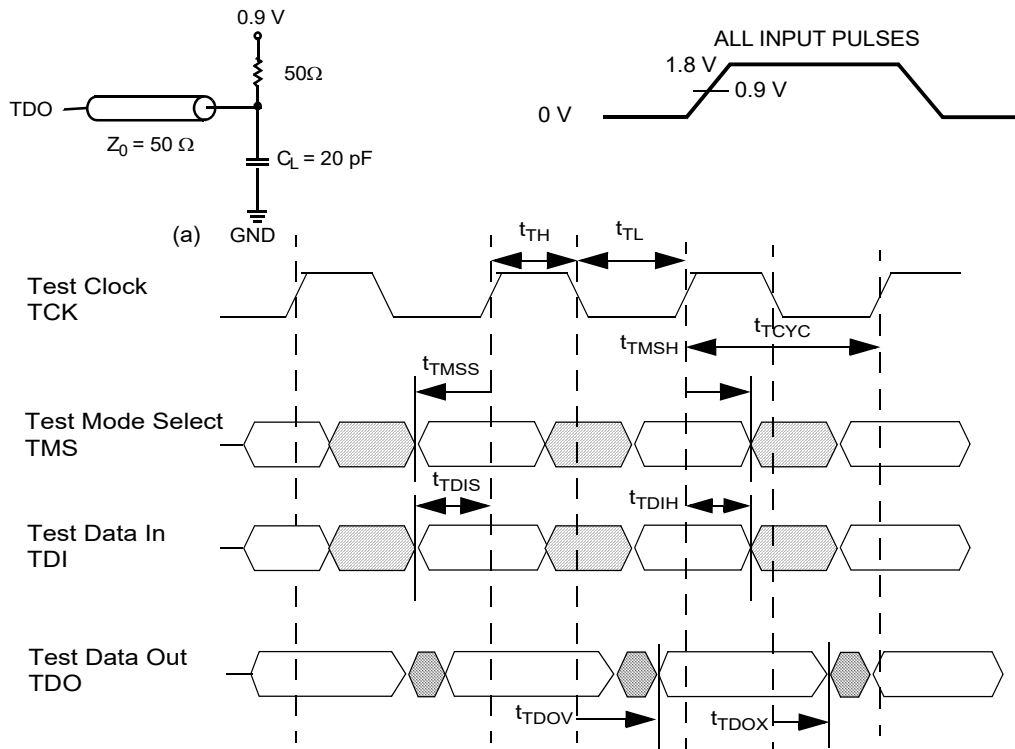 0.9 V
50Ω
TDO
Z0 = 50 Ω
CL = 20 pF
(a) GND
ALL INPUT PULSES
1.8 V
0.9 V
0 V
tTH
tTL
Test Clock
TCK
tTMSH
tTCYC
tTMSS
Test Mode Select
TMS
tTDIS
tTDIH
Test Data In
TDI
Test Data Out
TDO
tTDOV
tTDOX